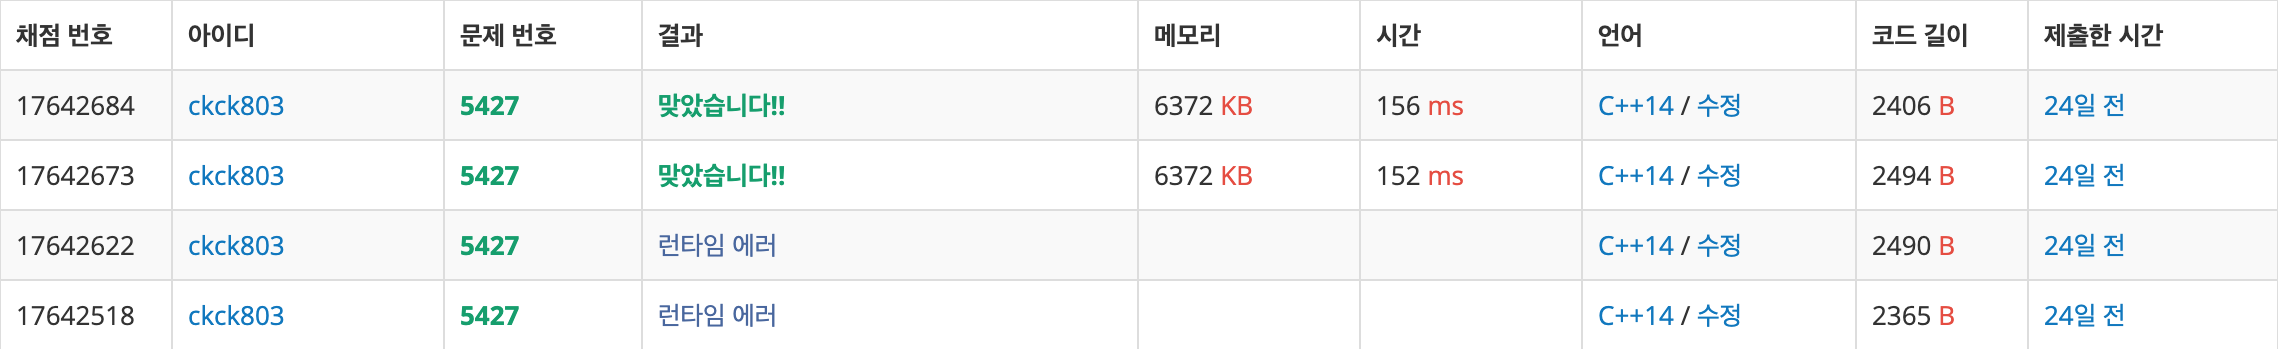 채점 번호 아이디 문제 번호 결과 메모리 시간 언어 코드 길이 제출한 시간
17642684 ckck803 5427 맞았습니다!! 6372 KB 156 ms C++14 / 수정 2406 B 24일 전
17642673 ckck803 5427 맞았습니다!! 6372 KB 152 ms C++14 / 수정 2494 B 24일 전
17642622 ckck803 5427 런타임 에러 C++14 / 수정 2490 B 24일 전
17642518 ckck803 5427 런타임 에러 C++14 / 수정 2365 B 24일 전